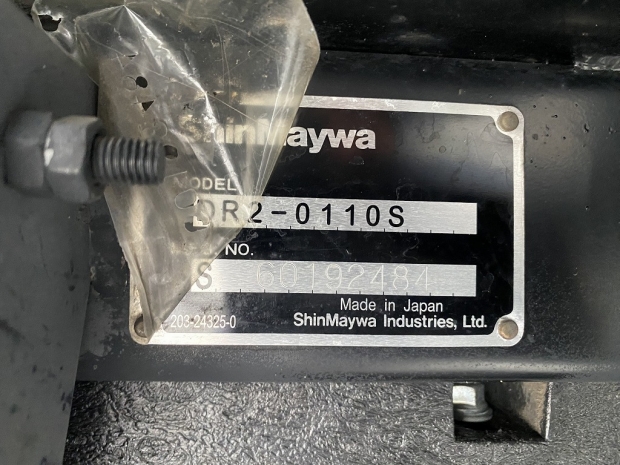 ShinMaywa
MODEL
DR2-0110S
NO.
S 60192484
Made in Japan
203-24325-0 ShinMaywa Industries, Ltd.